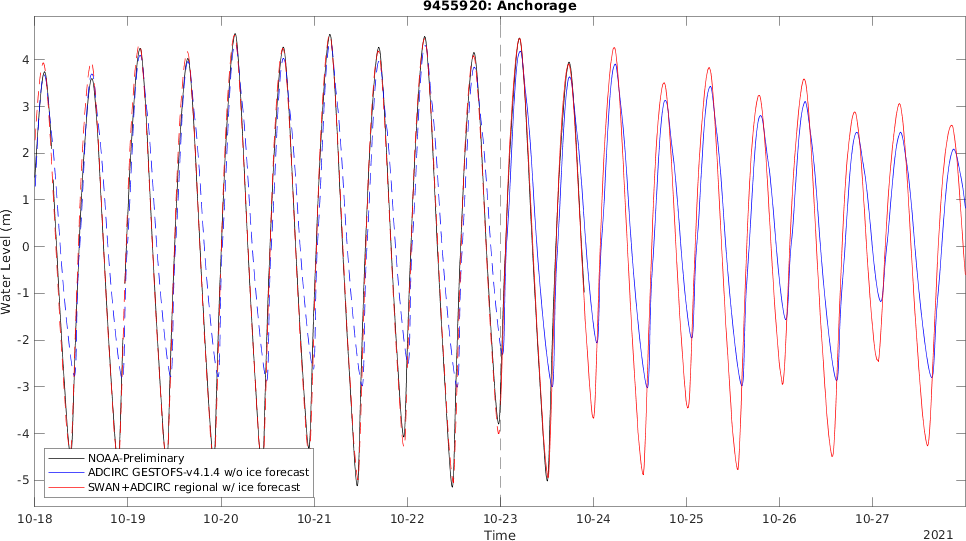 9455920: Anchorage
Water Level (m)
4
3
2
1
0
-1
-2
-3
-4
-5
NOAA-Preliminary
ADCIRC GESTOFS-v4.1.4 w/o ice forecast
SWAN+ADCIRC regional w/ ice forecast
10-18 10-19 10-20 10-21 10-22 10-23 10-24 10-25 10-26 10-27
Time
2021